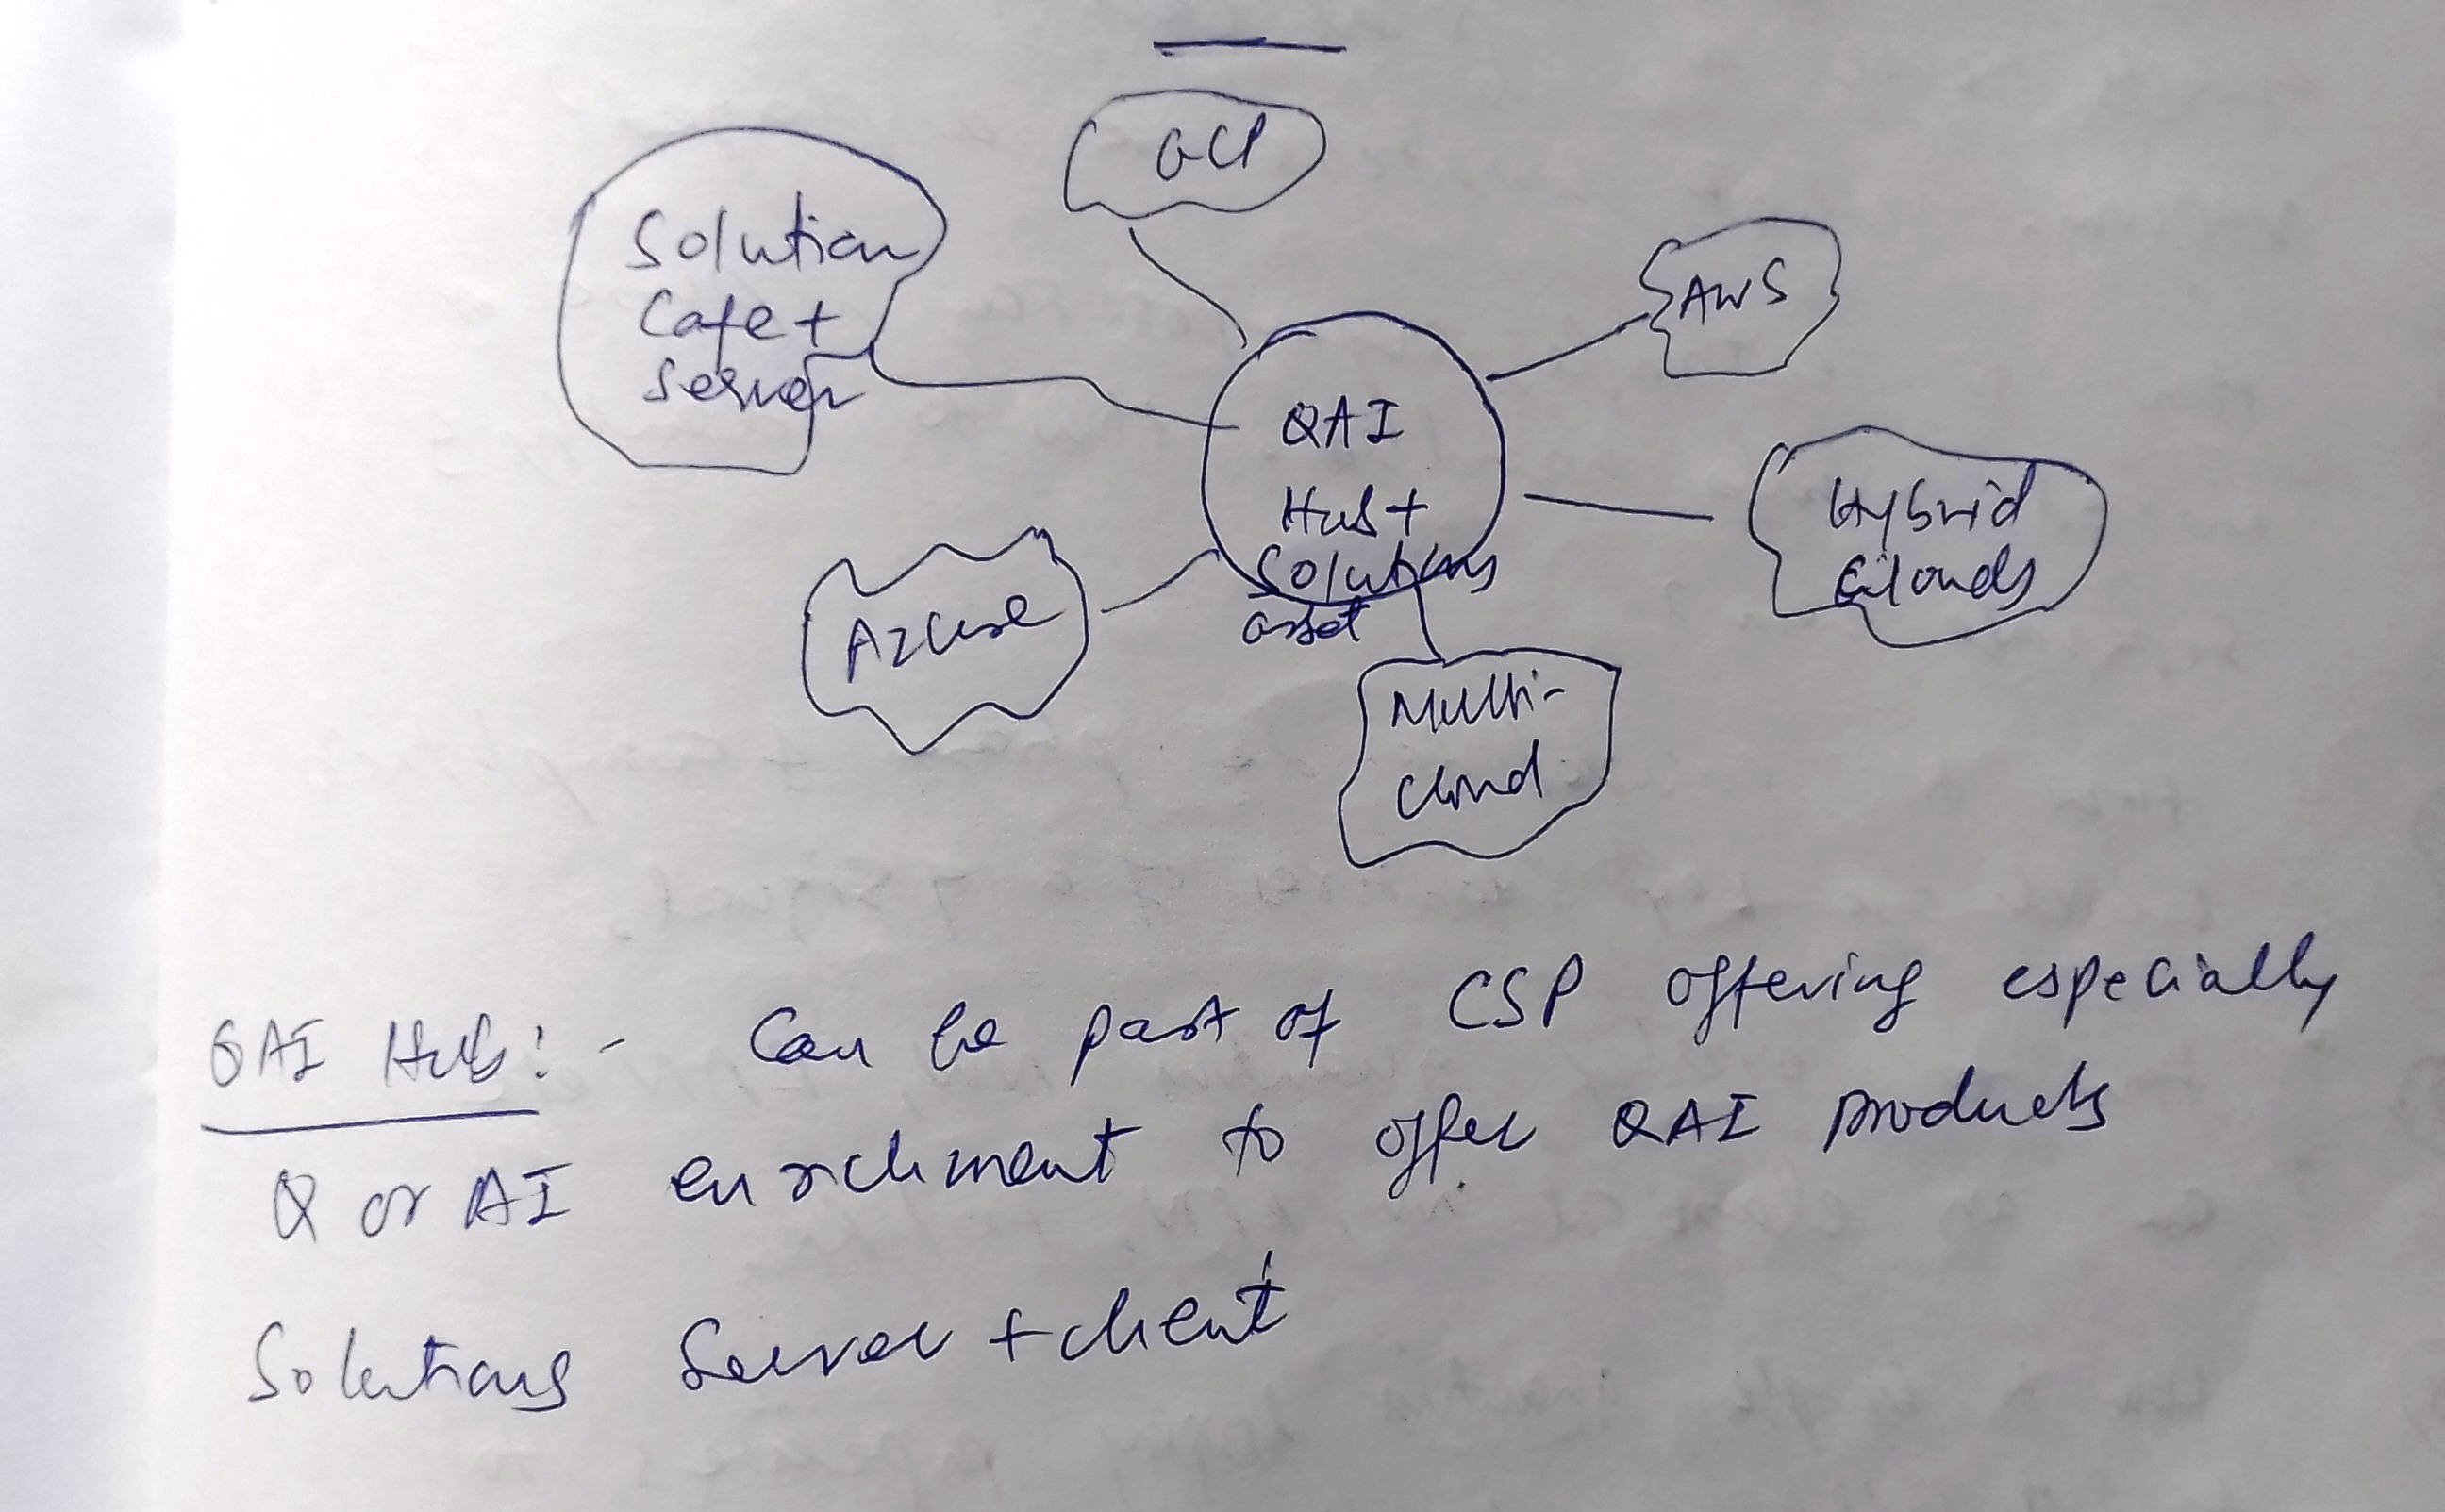 GCP
Solution
Cafe +
Server
AWS
QAI
Hub +
Solutions
asset
Hybrid
Clouds
Azure
Multi-
cloud
QAI Hub: - Can be part of CSP offering especially
Q or AI enrichment to offer QAI products
Solutions Server + client